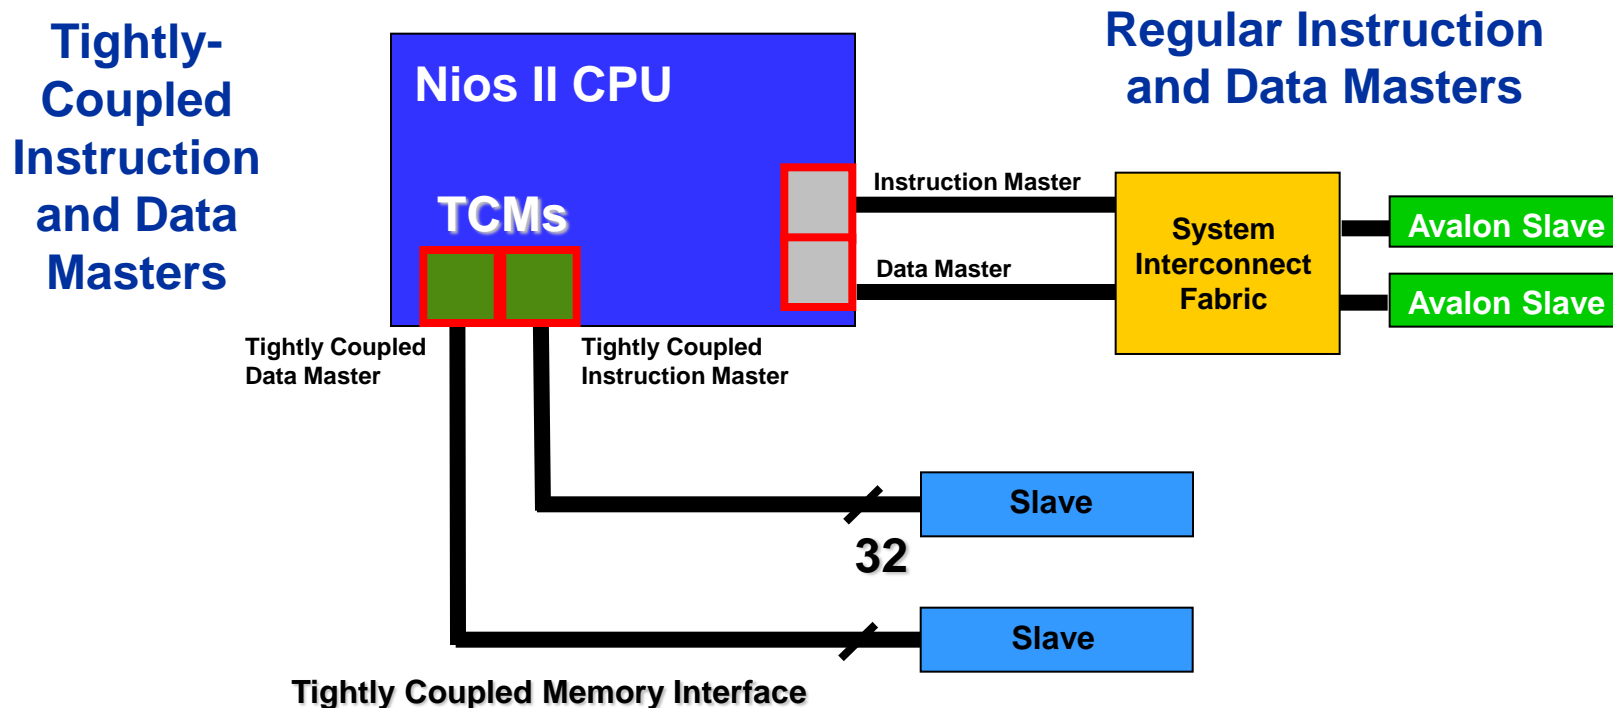 Tightly-
Coupled
Instruction
and Data
Masters
Nios II CPU
TCMs
Regular Instruction
and Data Masters
Instruction Master
Data Master
System
Interconnect
Fabric
Avalon Slave
Avalon Slave
Tightly Coupled
Data Master
Tightly Coupled
Instruction Master
Slave
32
Slave
Tightly Coupled Memory Interface